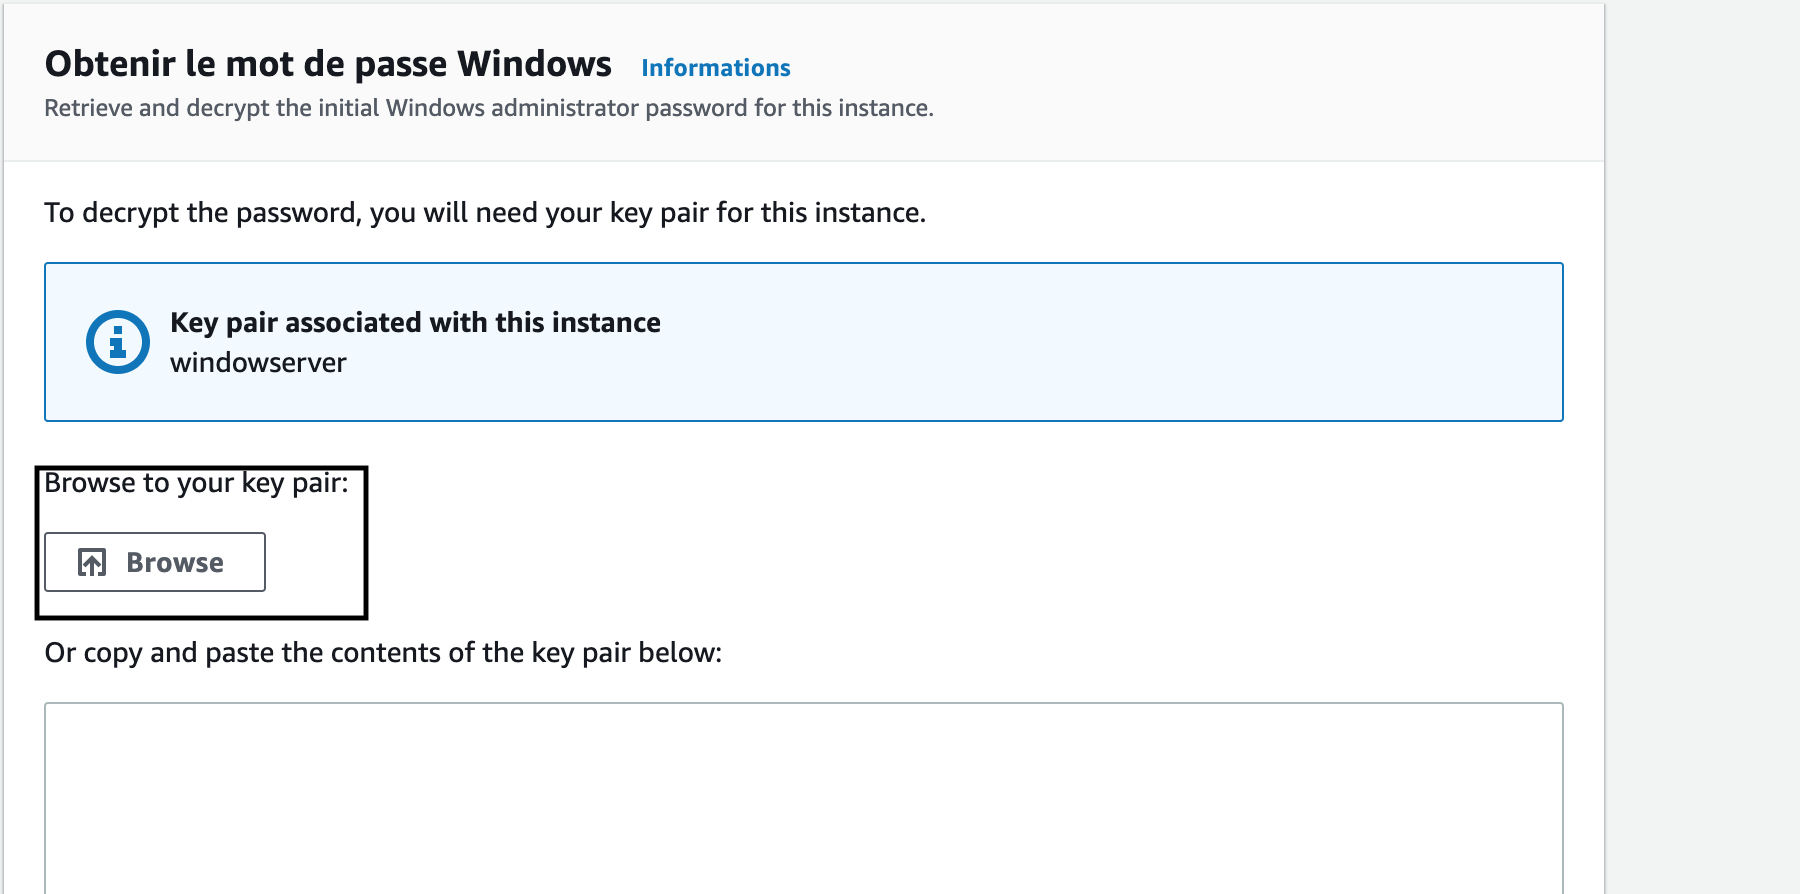 Obtenir le mot de passe Windows Informations
Retrieve and decrypt the initial Windows administrator password for this instance.
To decrypt the password, you will need your key pair for this instance.
Key pair associated with this instance
windowserver
Browse to your key pair:
Browse
Or copy and paste the contents of the key pair below: